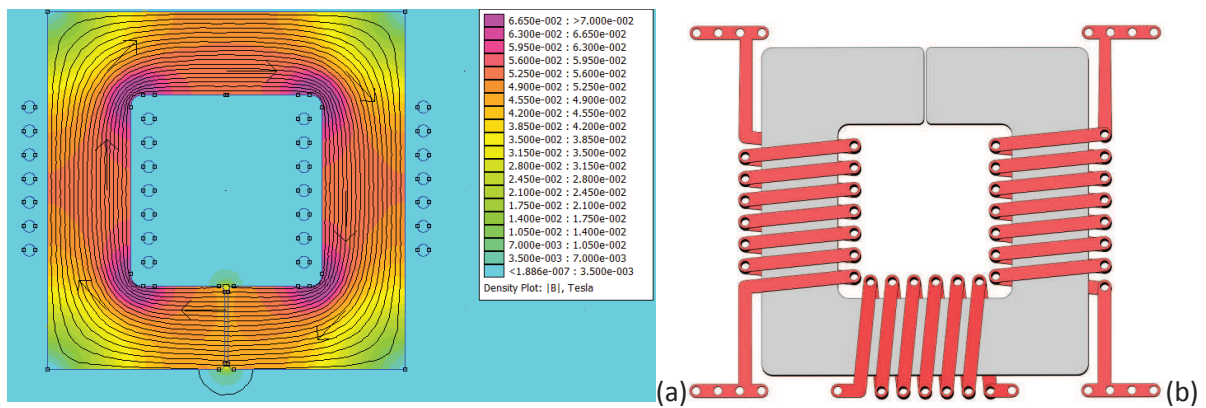 6.650e-002 : >7.000e-002
6.300e-002 : 6.650e-002
5.950e-002 : 6.300e-002
5.600e-002 : 5.950e-002
5.250e-002 : 5.600e-002
4.900e-002 : 5.250e-002
4.550e-002 : 4.900e-002
4.200e-002 : 4.550e-002
3.850e-002 : 4.200e-002
3.500e-002 : 3.850e-002
3.150e-002 : 3.500e-002
2.800e-002 : 3.150e-002
2.450e-002 : 2.800e-002
2.100e-002 : 2.450e-002
1.750e-002 : 2.100e-002
1.400e-002 : 1.750e-002
1.050e-002 : 1.400e-002
7.000e-003 : 1.050e-002
3.500e-003 : 7.000e-003
<1.886e-007 : 3.500e-003
Density Plot: |B|, Tesla
(a)
(b)